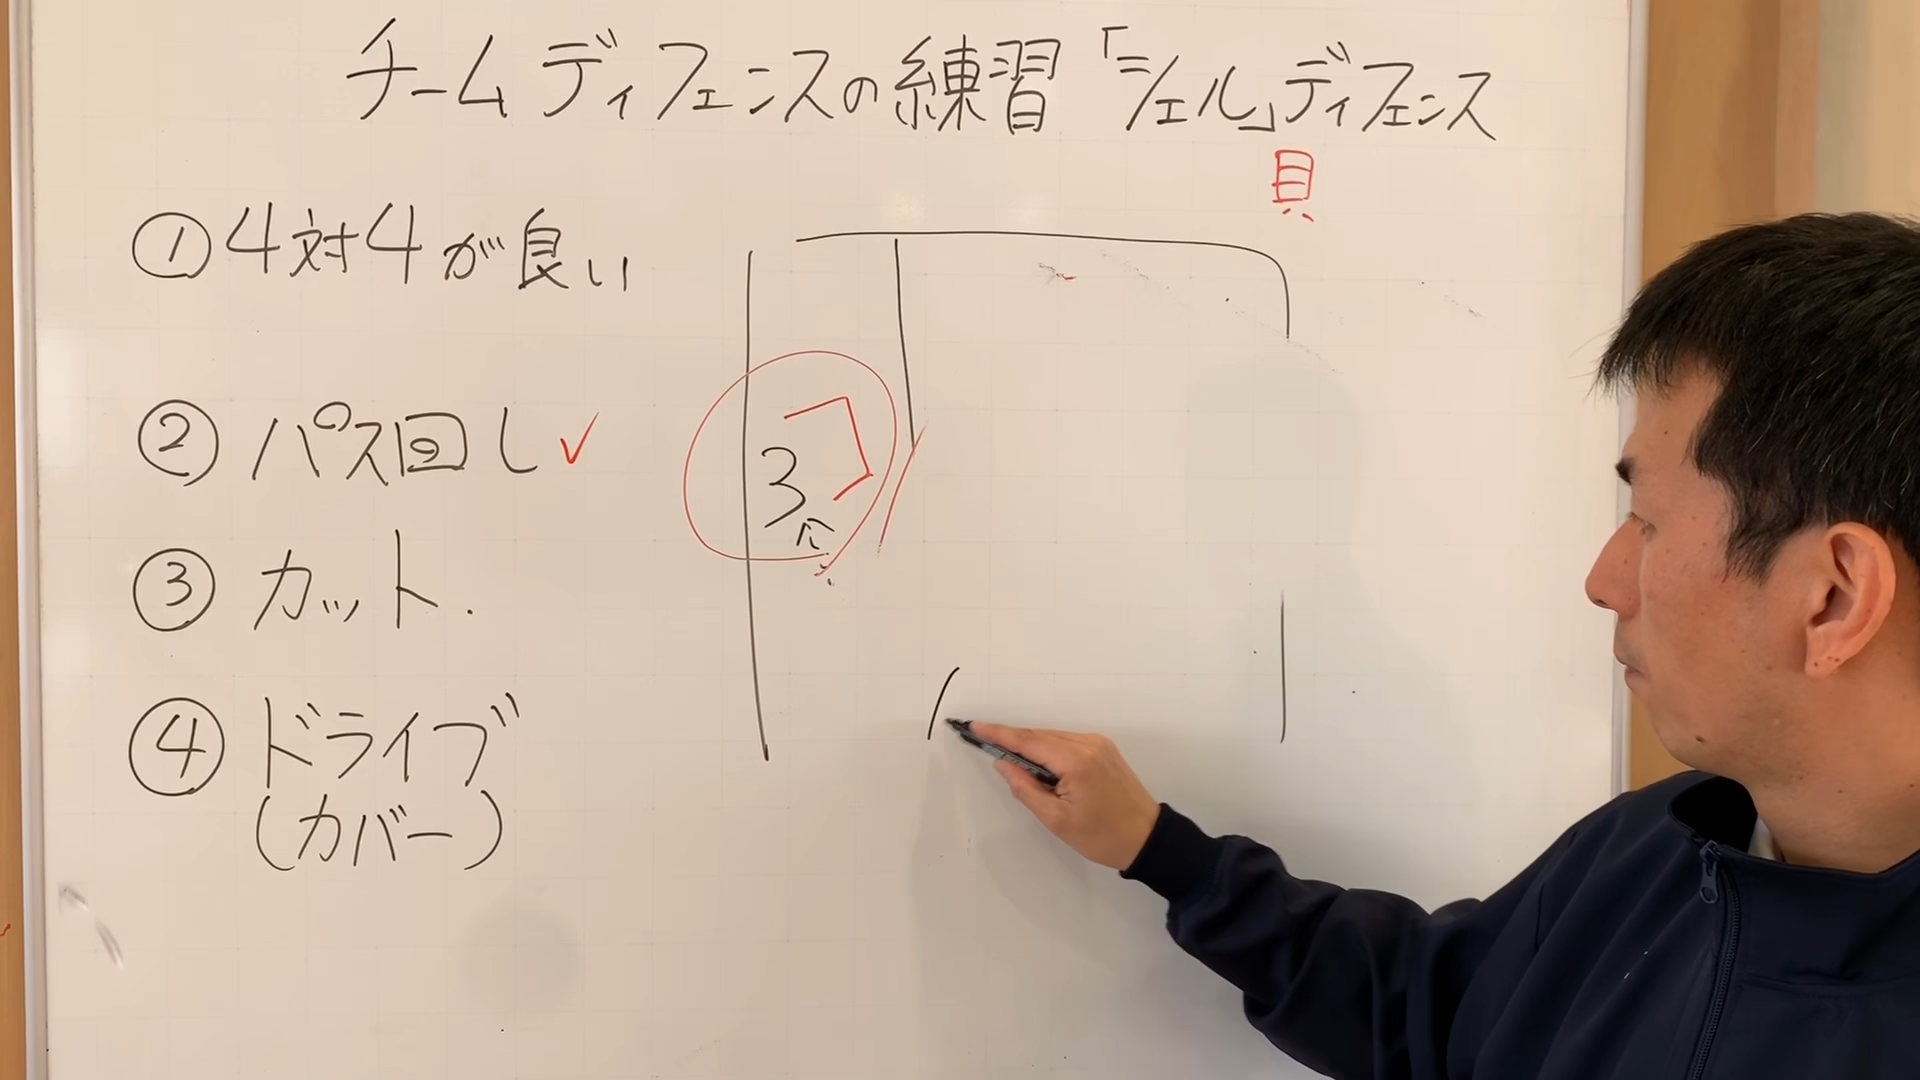 チームディフェンスの練習「シェル」ディフェンス
貝
①4対4が良い
②パス回し✓
③カット.
④ドライブ
(カバー)
3